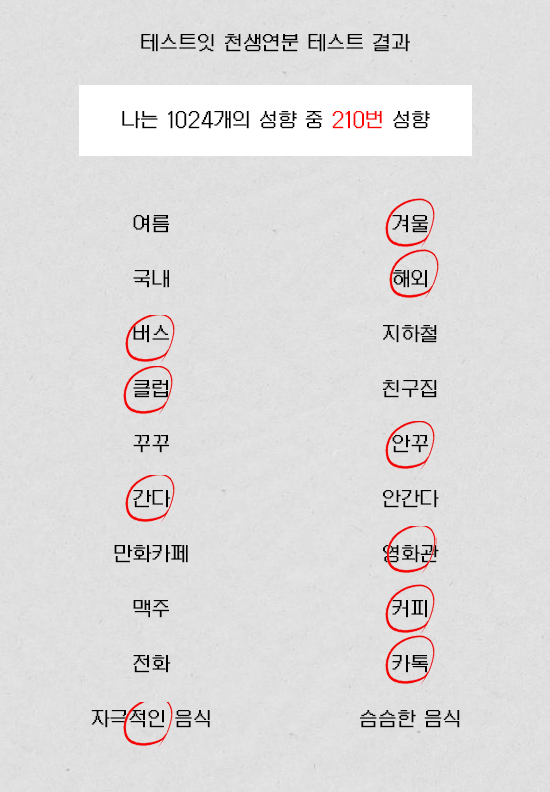 테스트잇 천생연분 테스트 결과
나는 1024개의 성향 중 210번 성향
여름 겨울
국내 해외
버스 지하철
클럽 친구집
꾸꾸 안꾸
간다 안간다
만화카페 영화관
맥주 커피
전화 카톡
자극적인 음식 슴슴한 음식